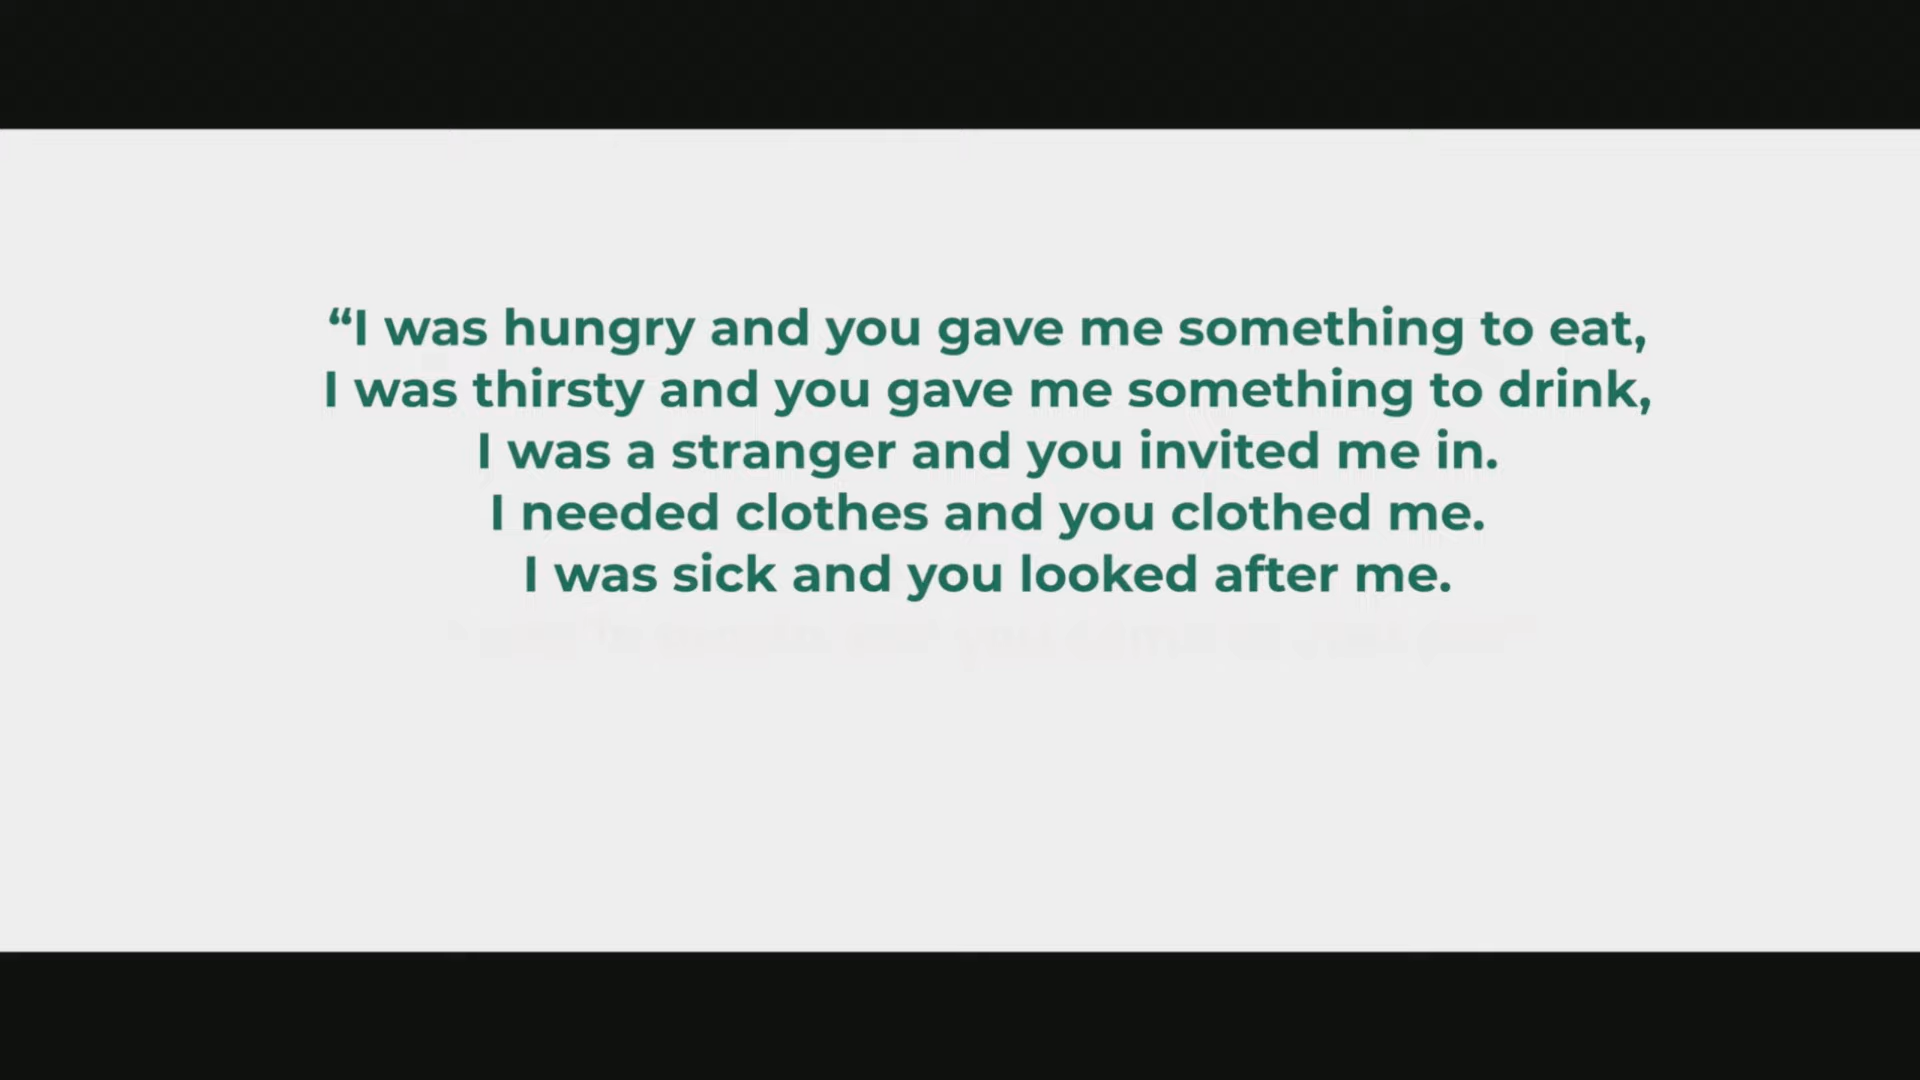 “I was hungry and you gave me something to eat,
I was thirsty and you gave me something to drink,
I was a stranger and you invited me in.
I needed clothes and you clothed me.
I was sick and you looked after me.